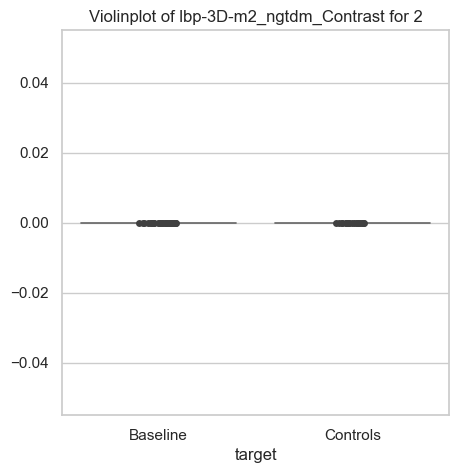 Violinplot of lbp-3D-m2_ngtdm_Contrast for 2
0.04
0.02
0.00
−0.02
−0.04
Baseline
Controls
target